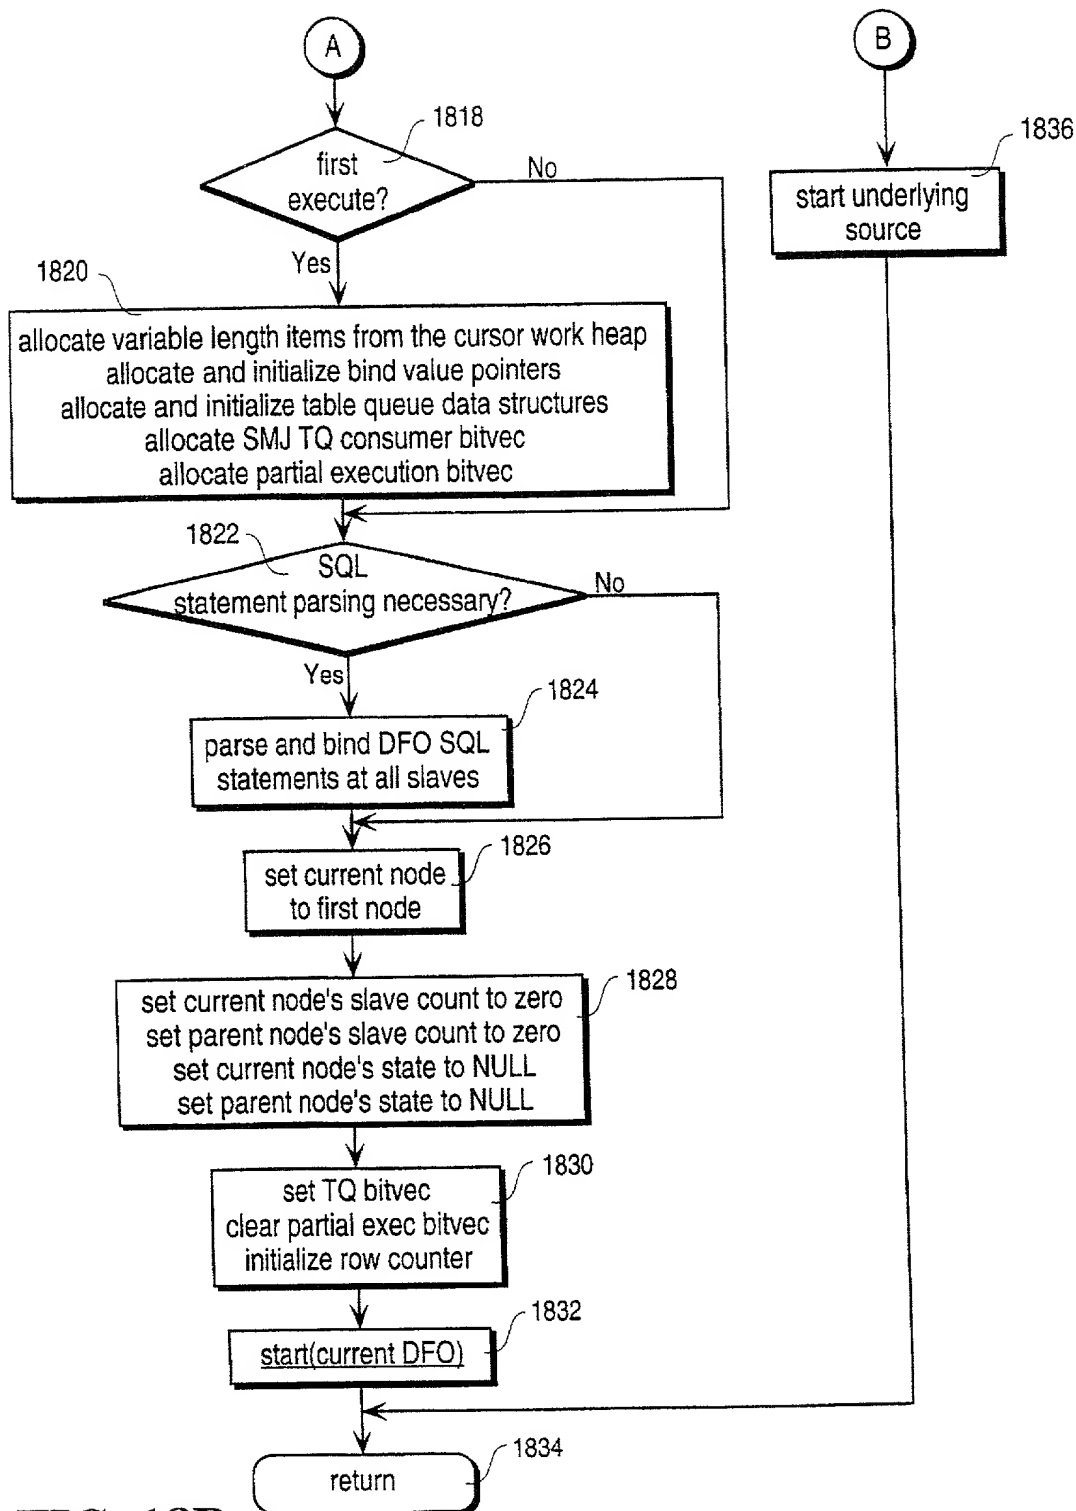 A
B
1818
first
execute?
No
1836
start underlying
source
Yes
1820
allocate variable length items from the cursor work heap
allocate and initialize bind value pointers
allocate and initialize table queue data structures
allocate SMJ TQ consumer bitvec
allocate partial execution bitvec
1822
SQL
statement parsing necessary?
No
Yes
1824
parse and bind DFO SQL
statements at all slaves
1826
set current node
to first node
1828
set current node's slave count to zero
set parent node's slave count to zero
set current node's state to NULL
set parent node's state to NULL
1830
set TQ bitvec
clear partial exec bitvec
initialize row counter
1832
start(current DFO)
1834
return